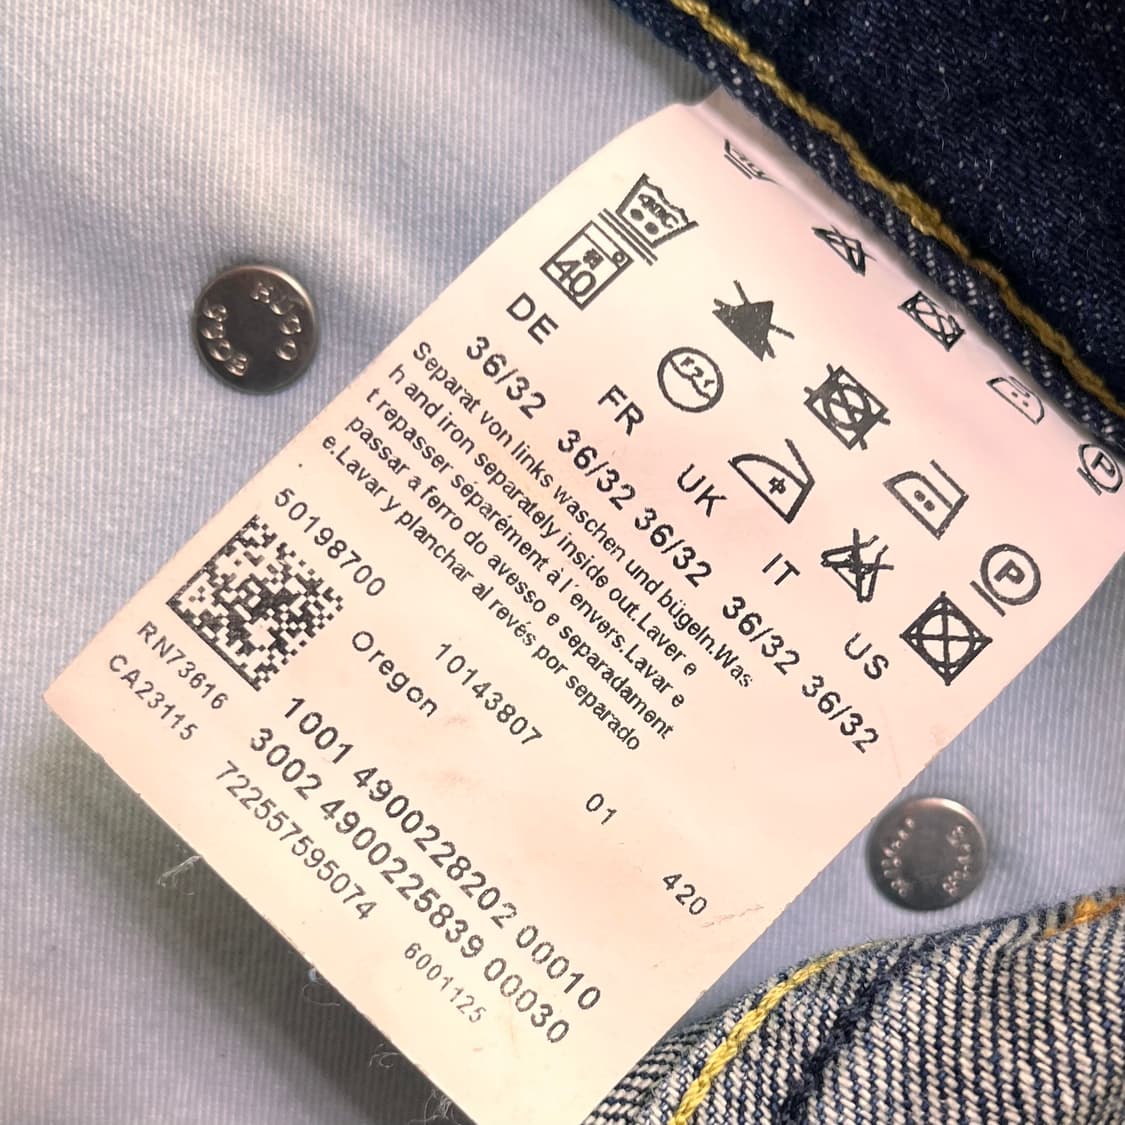 HUGO
BOSS
40
DE FR UK IT US
36/32 36/32 36/32 36/32 36/32
Separat von links waschen und bügeln.Was
h and iron separately inside out.Laver e
t repasser séparément à l'envers.Lavar e
passar a ferro do avesso e separadament
e.Lavar y planchar al revés por separado
50198700 10143807 01 420
Oregon
RN73616
CA23115
1001 4900228202 00010
3002 4900225839 00030
722557595074 6001125
P
P